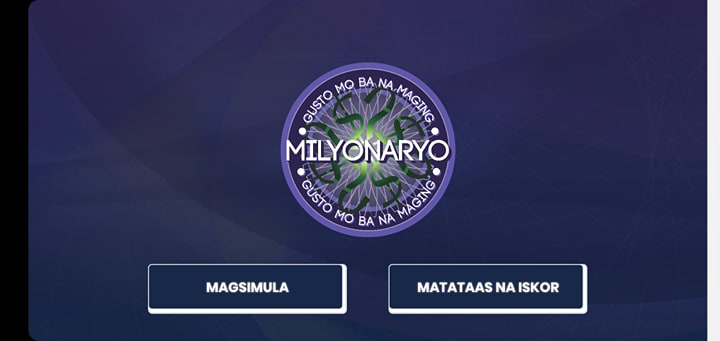 GUSTO MO BA NA MAGING
MILYONARYO
GUSTO MO BA NA MAGING
MAGSIMULA
MATATAAS NA ISKOR